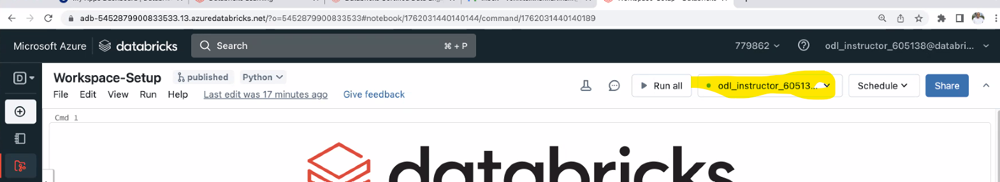 adb-5452879900833533.13.azuredatabricks.net/?o=5452879900833533#notebook/1762031440140144/command/1762031440140189
Microsoft Azure databricks Search ⌘ + P 779862 odl_instructor_605138@databri...
D Workspace-Setup published Python Run all odl_instructor_60513... Schedule Share
File Edit View Run Help Last edit was 17 minutes ago Give feedback
Cmd 1
databricks